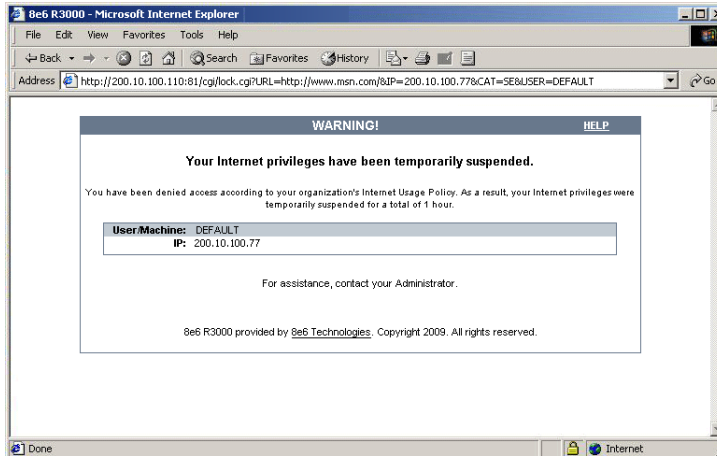 8e6 R3000 - Microsoft Internet Explorer
File Edit View Favorites Tools Help
Back Search Favorites History
Address http://200.10.100.110:81/cgi/lock.cgi?URL=http://www.msn.com/&IP=200.10.100.77&CAT=SE&USER=DEFAULT Go
WARNING! HELP
Your Internet privileges have been temporarily suspended.
You have been denied access according to your organization's Internet Usage Policy. As a result, your Internet privileges were
temporarily suspended for a total of 1 hour.
User/Machine: DEFAULT
IP: 200.10.100.77
For assistance, contact your Administrator.
8e6 R3000 provided by 8e6 Technologies. Copyright 2009. All rights reserved.
Done Internet